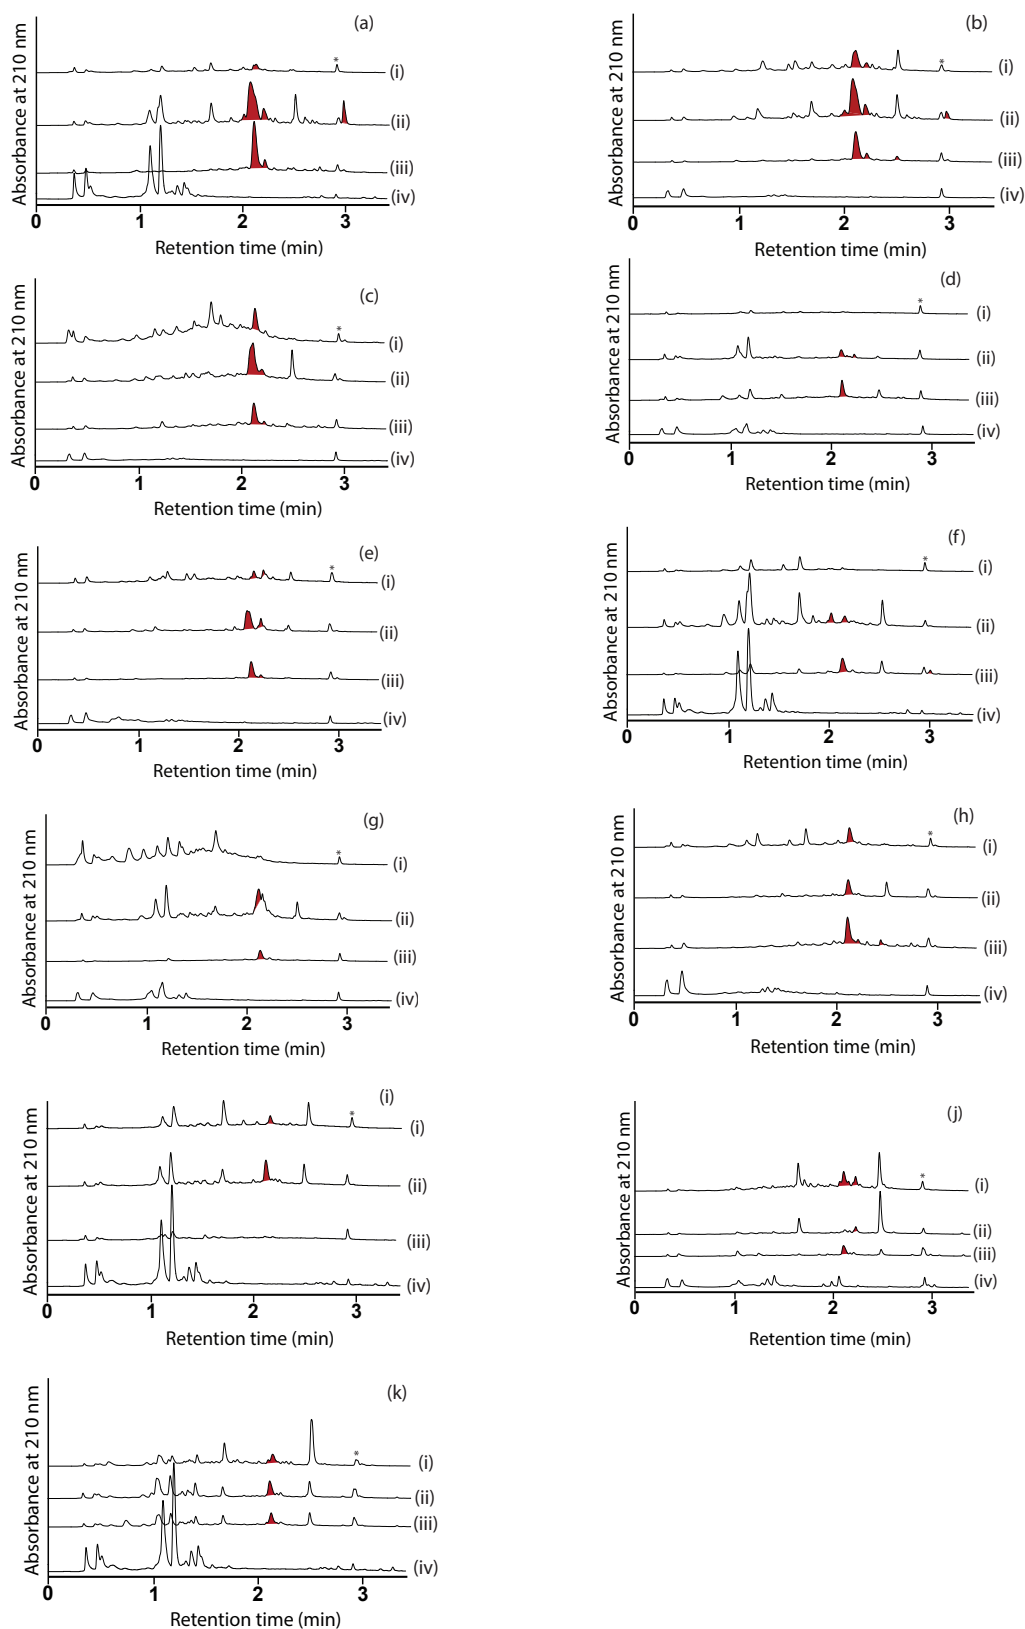 (a)
Absorbance at 210 nm
*
(i)
(ii)
(iii)
(iv)
0 1 2 3
Retention time (min)
(b)
Absorbance at 210 nm
*
(i)
(ii)
(iii)
(iv)
0 1 2 3
Retention time (min)
(c)
Absorbance at 210 nm
*
(i)
(ii)
(iii)
(iv)
0 1 2 3
Retention time (min)
(d)
Absorbance at 210 nm
*
(i)
(ii)
(iii)
(iv)
0 1 2 3
Retention time (min)
(e)
Absorbance at 210 nm
*
(i)
(ii)
(iii)
(iv)
0 1 2 3
Retention time (min)
(f)
Absorbance at 210 nm
*
(i)
(ii)
(iii)
(iv)
0 1 2 3
Retention time (min)
(g)
Absorbance at 210 nm
*
(i)
(ii)
(iii)
(iv)
0 1 2 3
Retention time (min)
(h)
Absorbance at 210 nm
*
(i)
(ii)
(iii)
(iv)
0 1 2 3
Retention time (min)
(i)
Absorbance at 210 nm
*
(i)
(ii)
(iii)
(iv)
0 1 2 3
Retention time (min)
(j)
Absorbance at 210 nm
*
(i)
(ii)
(iii)
(iv)
0 1 2 3
Retention time (min)
(k)
Absorbance at 210 nm
*
(i)
(ii)
(iii)
(iv)
0 1 2 3
Retention time (min)